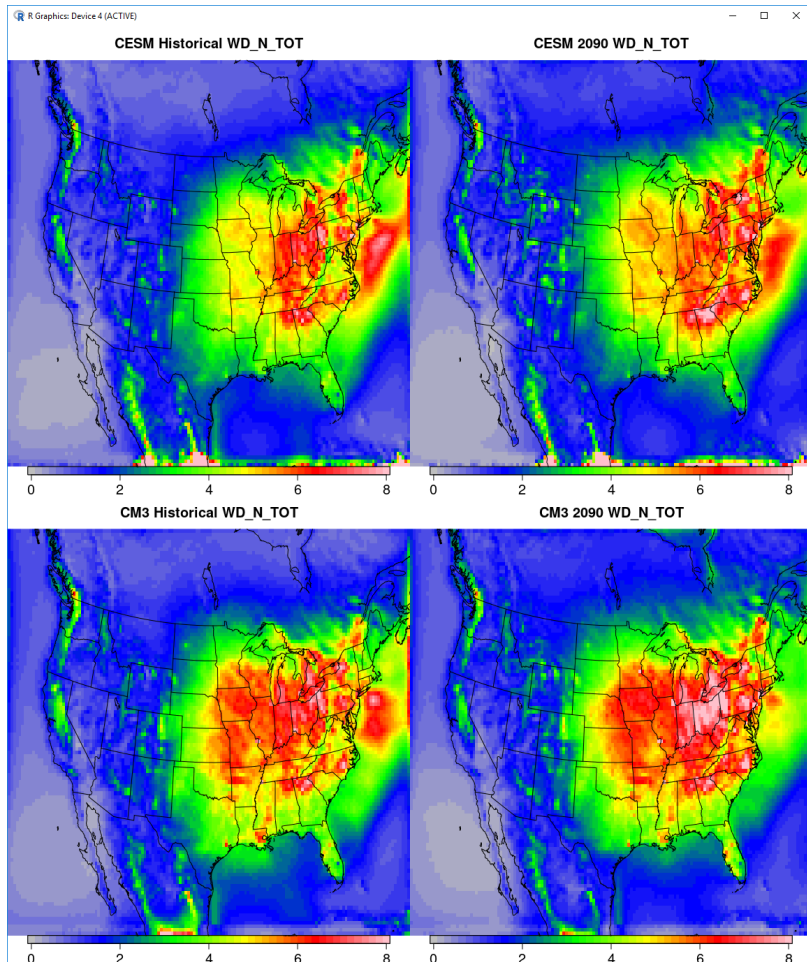 R Graphics: Device 4 (ACTIVE)
CESM Historical WD_N_TOT
CESM 2090 WD_N_TOT
0 2 4 6 8
0 2 4 6 8
CM3 Historical WD_N_TOT
CM3 2090 WD_N_TOT
0 2 4 6 8
0 2 4 6 8